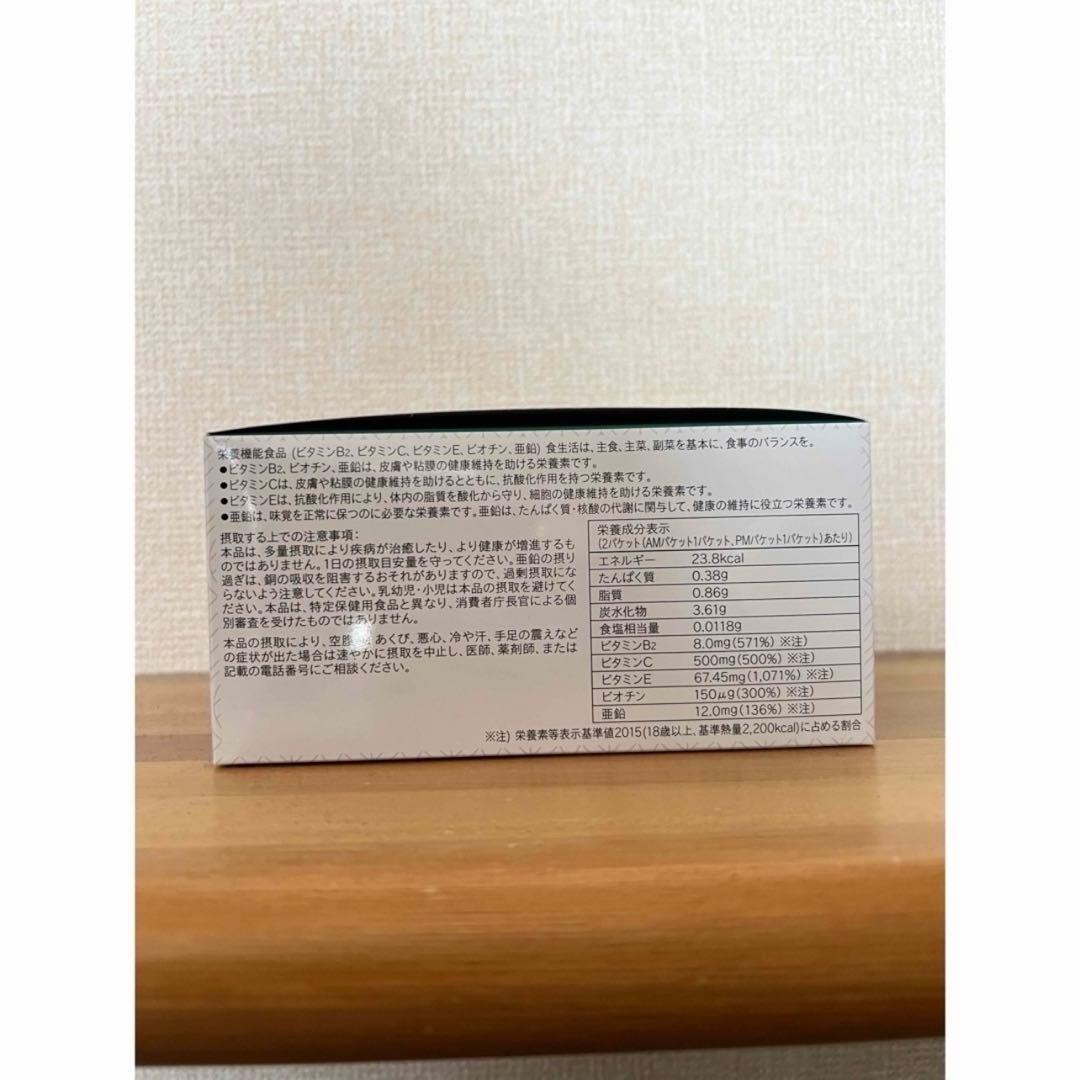 栄養機能食品 (ビタミンB2、ビタミンC、ビタミンE、ビオチン、亜鉛) 食生活は、主食、主菜、副菜を基本に、食事のバランスを。
●ビタミンB2、ビオチン、亜鉛は、皮膚や粘膜の健康維持を助ける栄養素です。
●ビタミンCは、皮膚や粘膜の健康維持を助けるとともに、抗酸化作用を持つ栄養素です。
●ビタミンEは、抗酸化作用により、体内の脂質を酸化から守り、細胞の健康維持を助ける栄養素です。
●亜鉛は、味覚を正常に保つのに必要な栄養素です。亜鉛は、たんぱく質・核酸の代謝に関与して、健康の維持に役立つ栄養素です。
摂取する上での注意事項:
本品は、多量摂取により疾病が治癒したり、より健康が増進するも
のではありません。1日の摂取目安量を守ってください。亜鉛の摂り
過ぎは、銅の吸収を阻害するおそれがありますので、過剰摂取にな
らないよう注意してください。乳幼児・小児は本品の摂取を避けてく
ださい。本品は、特定保健用食品と異なり、消費者庁長官による個
別審査を受けたものではありません。
本品の摂取により、空腹 、あくび、悪心、冷や汗、手足の震えなど
の症状が出た場合は速やかに摂取を中止し、医師、薬剤師、または
記載の電話番号にご相談ください。
栄養成分表示
(2パケット(AMパケット1パケット、PMパケット1パケット)あたり)
エネルギー 23.8kcal
たんぱく質 0.38g
脂質 0.86g
炭水化物 3.61g
食塩相当量 0.0118g
ビタミンB2 8.0mg(571%) ※注)
ビタミンC 500mg(500%) ※注)
ビタミンE 67.45mg(1,071%) ※注)
ビオチン 150μg(300%) ※注)
亜鉛 12.0mg(136%) ※注)
※注) 栄養素等表示基準値2015(18歳以上、基準熱量2,200kcal)に占める割合